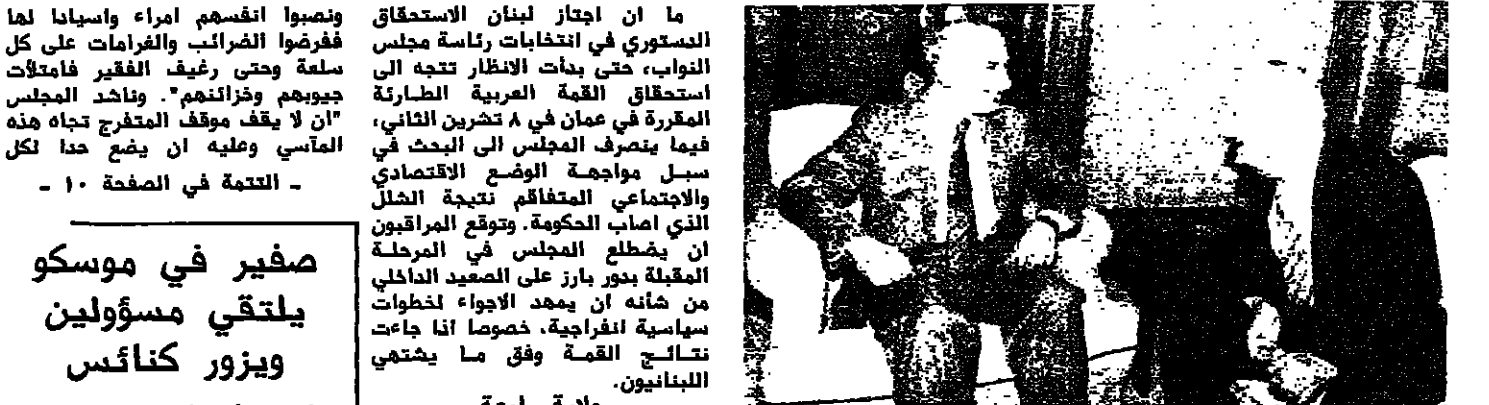 ما ان اجتاز لبنان الاستحقاق
الدستوري في انتخابات رئاسة مجلس
النواب، حتى بدأت الانظار تتجه الى
استحقاق القمة العربية الطارئة
المقررة في عمان في ٨ تشرين الثاني،
فيما ينصرف المجلس الى البحث في
سبل مواجهة الوضع الاقتصادي
والاجتماعي المتفاقم نتيجة الشلل
الذي اصاب الحكومة. وتوقع المراقبون
ان يضطلع المجلس في المرحلة
المقبلة بدور بارز على الصعيد الداخلي
من شأنه ان يمهد الاجواء لخطوات
سياسية انفراجية، خصوصا اذا جاءت
نتائج القمة وفق ما يشتهي
اللبنانيون.
ونصبوا انفسهم امراء واسيادا لها
ففرضوا الضرائب والغرامات على كل
سلعة وحتى رغيف الفقير فامتلأت
جيوبهم وخزائنهم". وناشد المجلس
"ان لا يقف موقف المتفرج تجاه هذه
المآسي وعليه ان يضع حدا لكل
ـ التتمة في الصفحة ١٠ ـ
صفير في موسكو
يلتقي مسؤولين
ويزور كنائس